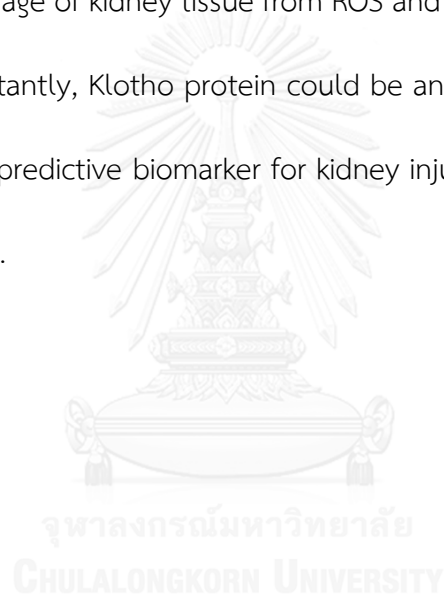 age of kidney tissue from ROS and
tantly, Klotho protein could be an
predictive biomarker for kidney inju
.
จุฬาลงกรณ์มหาวิทยาลัย
CHULALONGKORN UNIVERSITY